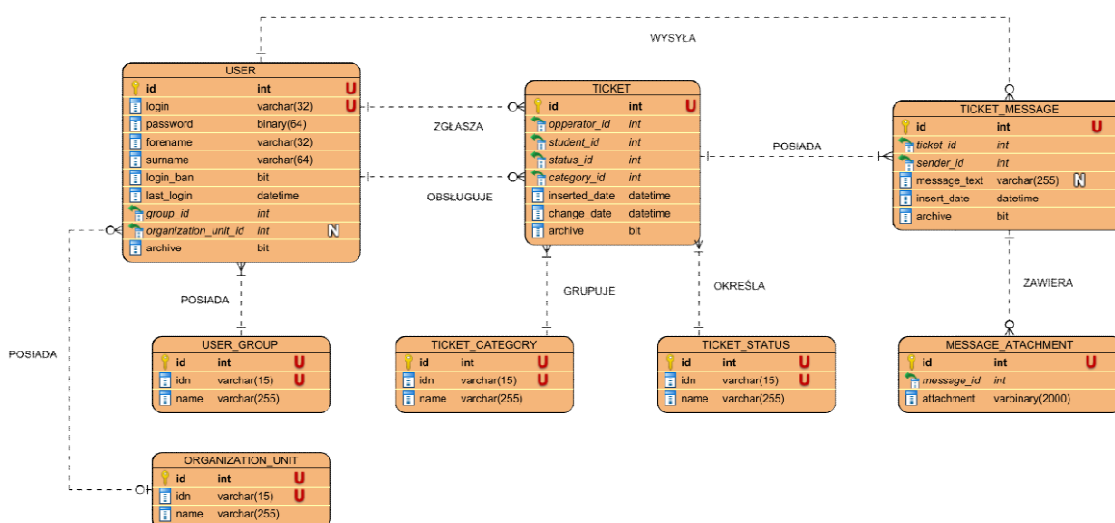 WYSYŁA
USER
id int U
login varchar(32) U
password binary(64)
forename varchar(32)
surname varchar(64)
login_ban bit
last_login datetime
group_id int
organization_unit_id int N
archive bit
ZGŁASZA
OBSŁUGUJE
TICKET
id int U
opperator_id int
student_id int
status_id int
category_id int
inserted_date datetime
change_date datetime
archive bit
POSIADA
TICKET_MESSAGE
id int U
ticket_id int
sender_id int
message_text varchar(255) N
insert_date datetime
archive bit
POSIADA
GRUPUJE
OKREŚLA
ZAWIERA
POSIADA
USER_GROUP
id int U
idn varchar(15) U
name varchar(255)
TICKET_CATEGORY
id int U
idn varchar(15) U
name varchar(255)
TICKET_STATUS
id int U
idn varchar(15) U
name varchar(255)
MESSAGE_ATACHMENT
id int U
message_id int
attachment varbinary(2000)
ORGANIZATION_UNIT
id int U
idn varchar(15) U
name varchar(255)